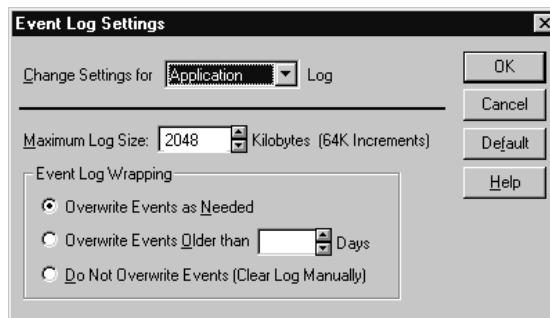 Event Log Settings
Change Settings for Application Log
OK
Cancel
Maximum Log Size: 2048 Kilobytes (64K Increments)
Default
Event Log Wrapping
Help
Overwrite Events as Needed
Overwrite Events Older than Days
Do Not Overwrite Events (Clear Log Manually)